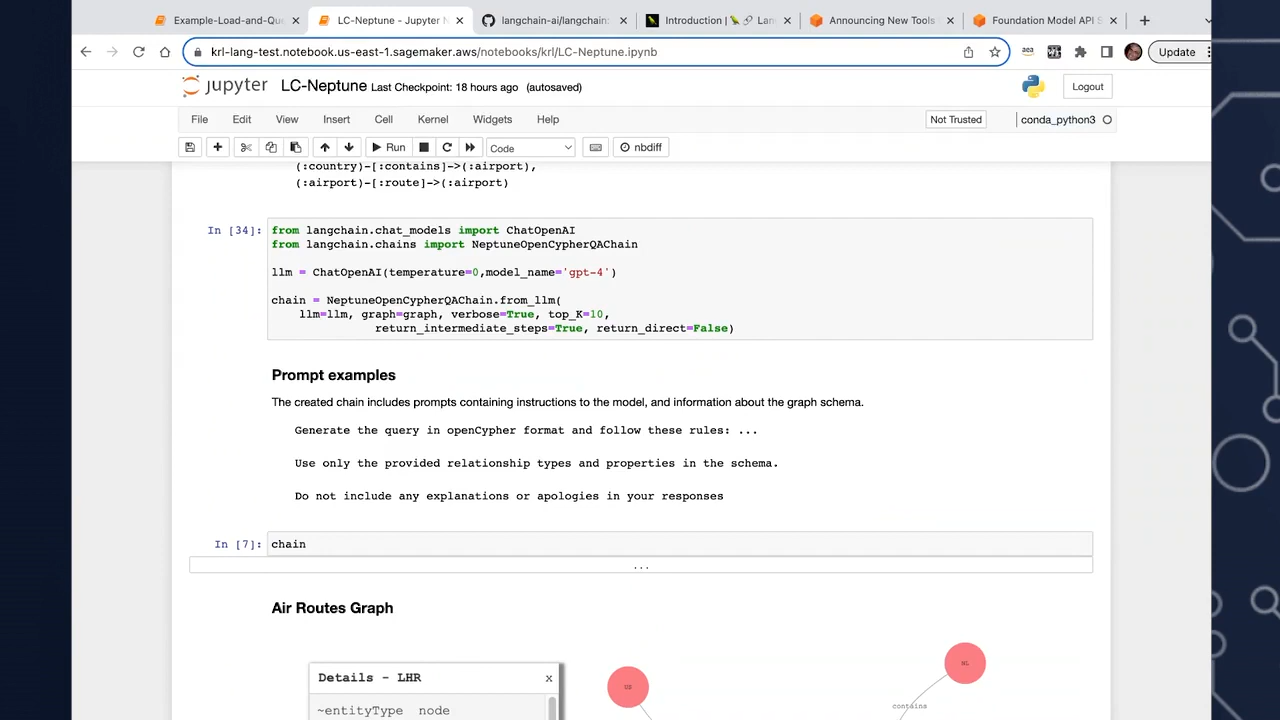 Example-Load-and-Qu
LC-Neptune - Jupyter N
langchain-ai/langchain:
Introduction | Lan
Announcing New Tools
Foundation Model API S
krl-lang-test.notebook.us-east-1.sagemaker.aws/notebooks/krl/LC-Neptune.ipynb
Update
jupyter LC-Neptune Last Checkpoint: 18 hours ago (autosaved)
Logout
File Edit View Insert Cell Kernel Widgets Help
Not Trusted
conda_python3
Run
Code
nbdiff
(:country)-[:contains]->(:airport),
(:airport)-[:route]->(:airport)
In [34]:
from langchain.chat_models import ChatOpenAI
from langchain.chains import NeptuneOpenCypherQAChain
llm = ChatOpenAI(temperature=0,model_name='gpt-4')
chain = NeptuneOpenCypherQAChain.from_llm(
llm=llm, graph=graph, verbose=True, top_K=10,
return_intermediate_steps=True, return_direct=False)
Prompt examples
The created chain includes prompts containing instructions to the model, and information about the graph schema.
Generate the query in openCypher format and follow these rules: ...
Use only the provided relationship types and properties in the schema.
Do not include any explanations or apologies in your responses
In [7]:
chain
...
Air Routes Graph
Details - LHR x
~entityType node
US
NL
contains